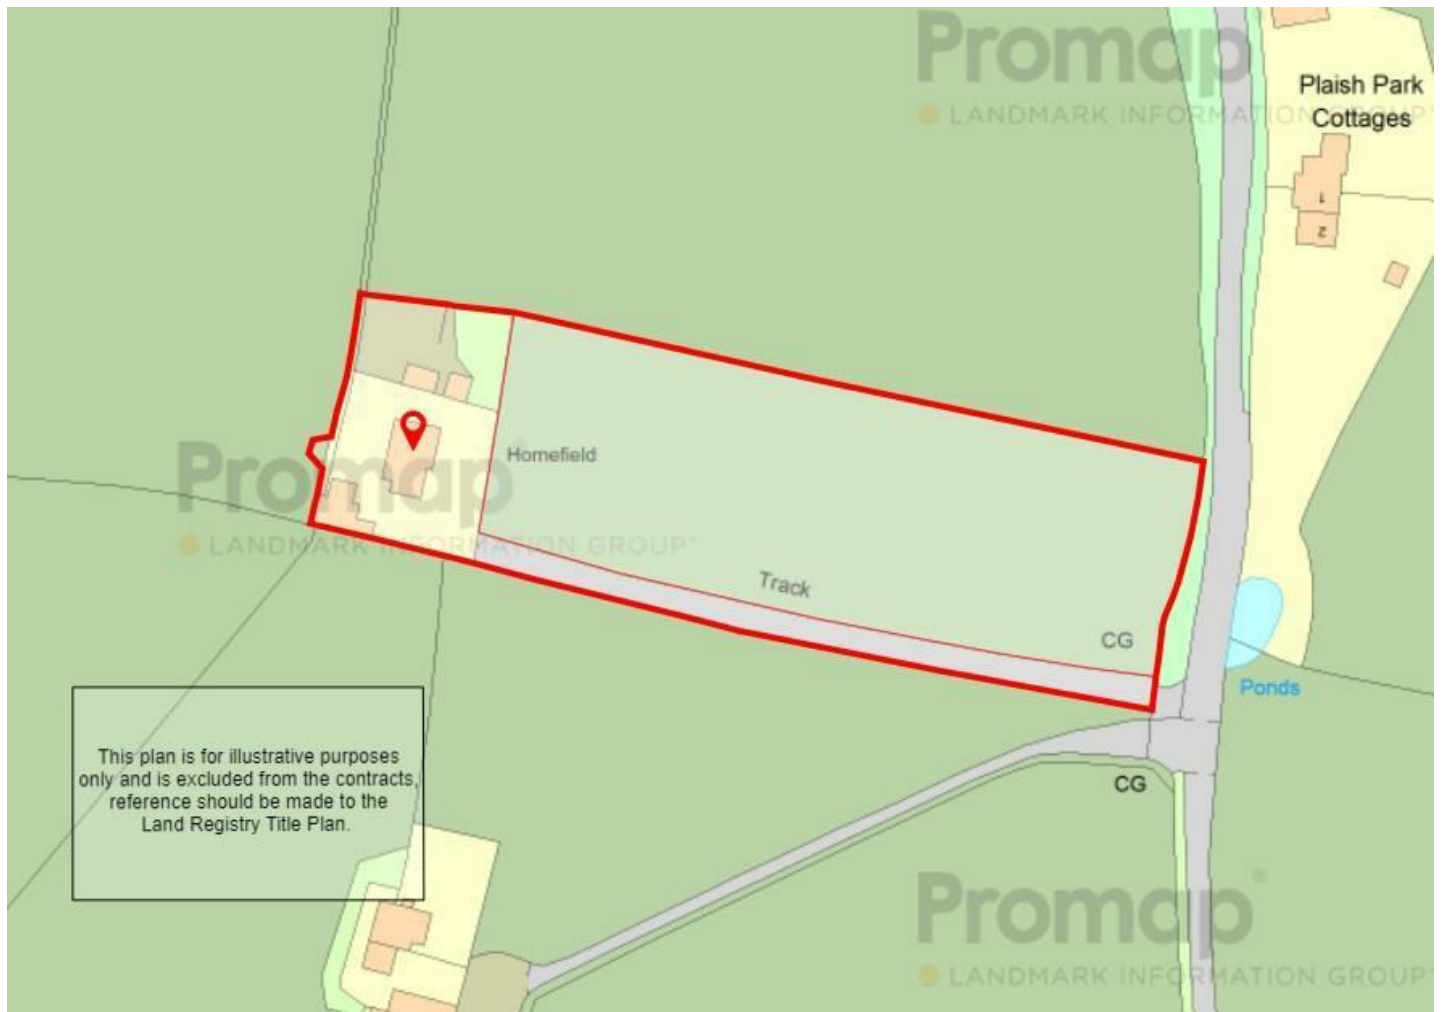 Promap
LANDMARK INFORMATION GROUP
Plaish Park
Cottages
1
2
Homefield
Promap
LANDMARK INFORMATION GROUP
Track
CG
Ponds
This plan is for illustrative purposes
only and is excluded from the contracts,
reference should be made to the
Land Registry Title Plan.
CG
Promap®
LANDMARK INFORMATION GROUP